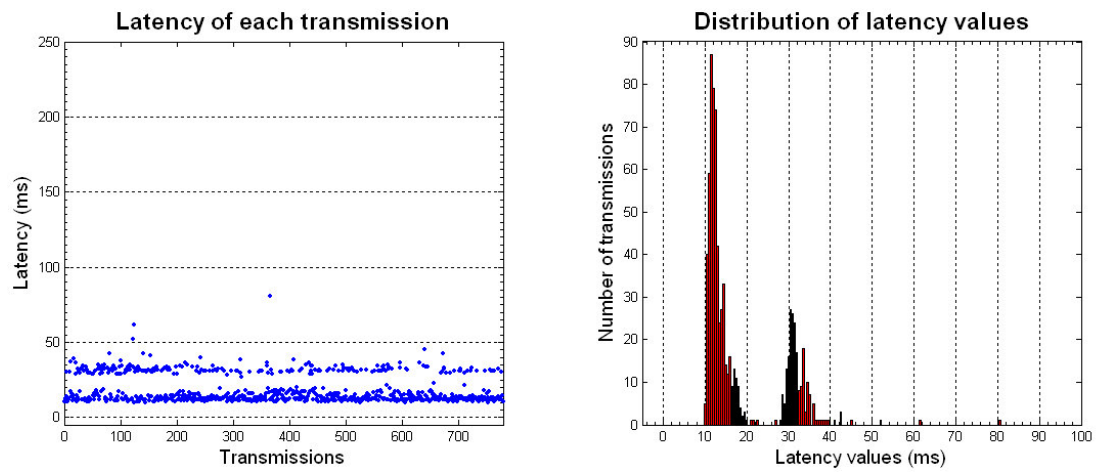 Latency of each transmission
250
200
150
100
50
0
Latency (ms)
0 100 200 300 400 500 600 700
Transmissions
Distribution of latency values
90
80
70
60
50
40
30
20
10
0
Number of transmissions
0 10 20 30 40 50 60 70 80 90 100
Latency values (ms)